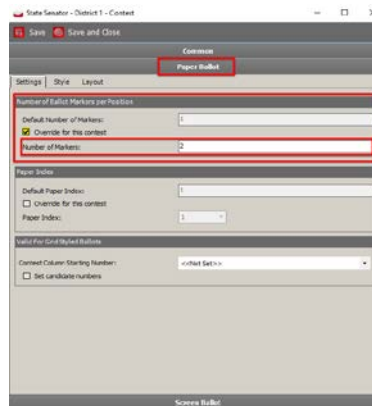 State Senator - District 1 - Contest
Save Save and Close
Common
Paper Ballot
Settings Style Layout
Number of Ballot Markers per Position
Default Number of Markers: 1
Override for this contest
Number of Markers: 2
Paper Index
Default Paper Index: 1
Override for this contest
Paper Index: 1
Valid For Grid Styled Ballots
Contest Column Starting Number: <<Not Set>>
Set candidate numbers
Screen Ballot